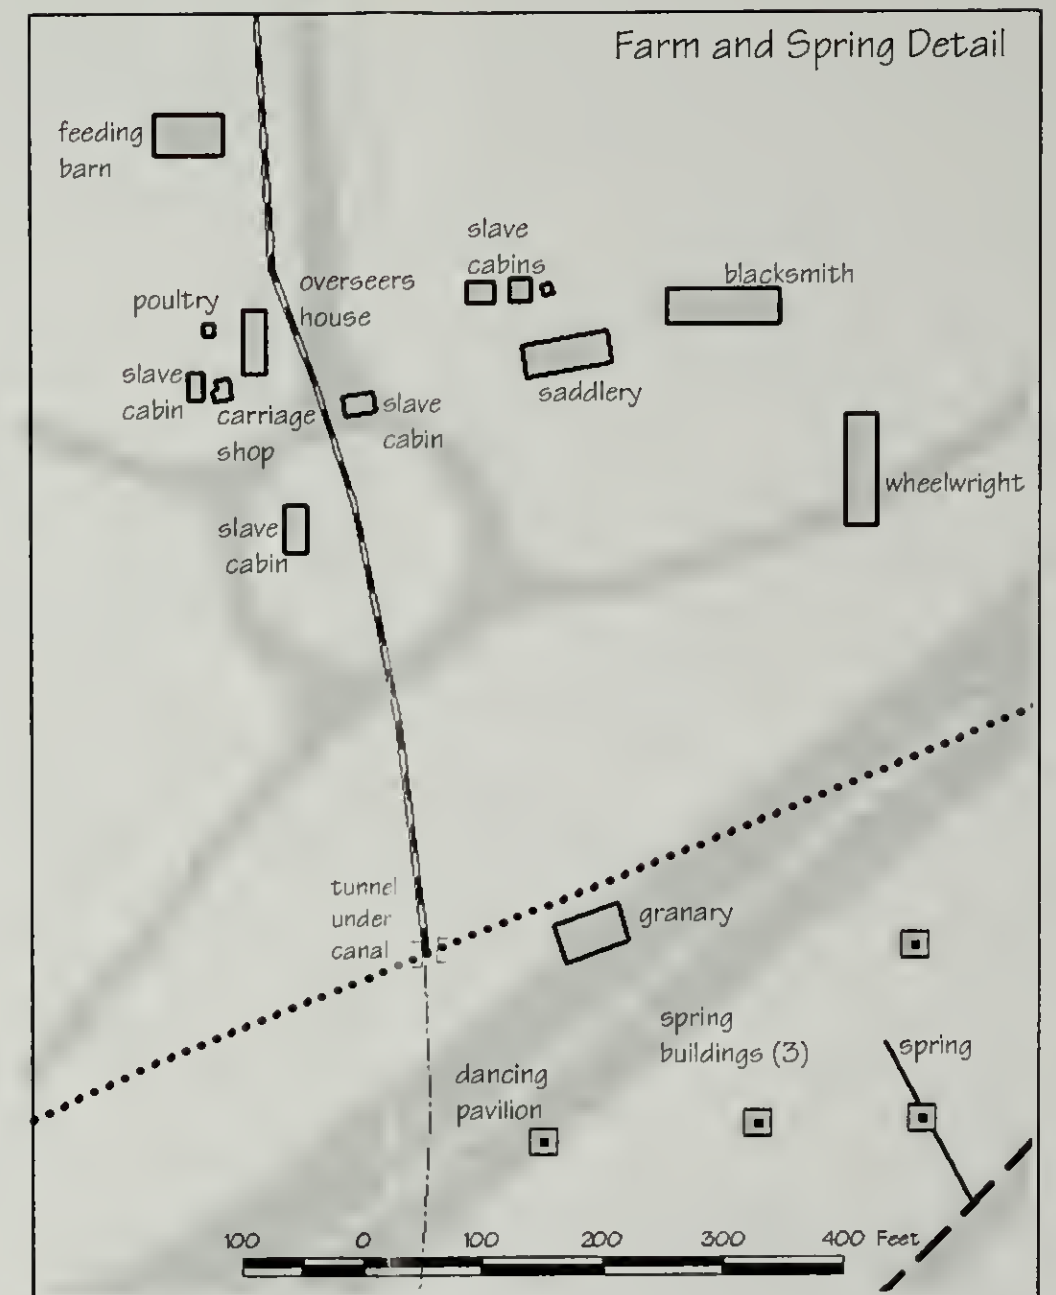 Farm and Spring Detail
feeding
barn
slave
cabins
blacksmith
overseers
house
poultry
saddlery
slave
cabin
carriage
shop
slave
cabin
wheelwright
slave
cabin
tunnel
under
canal
granary
spring
buildings (3)
spring
dancing
pavilion
100 0 100 200 300 400 Feet